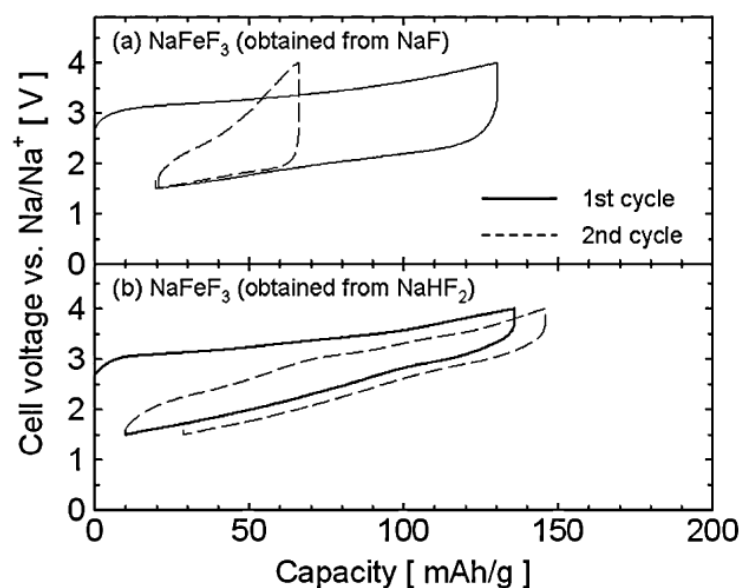 (a) NaFeF₃ (obtained from NaF)
4
3
2
1
0
1st cycle
2nd cycle
(b) NaFeF₃ (obtained from NaHF₂)
4
3
2
1
0
0
50
100
150
200
Cell voltage vs. Na/Na⁺ [ V ]
Capacity [ mAh/g ]